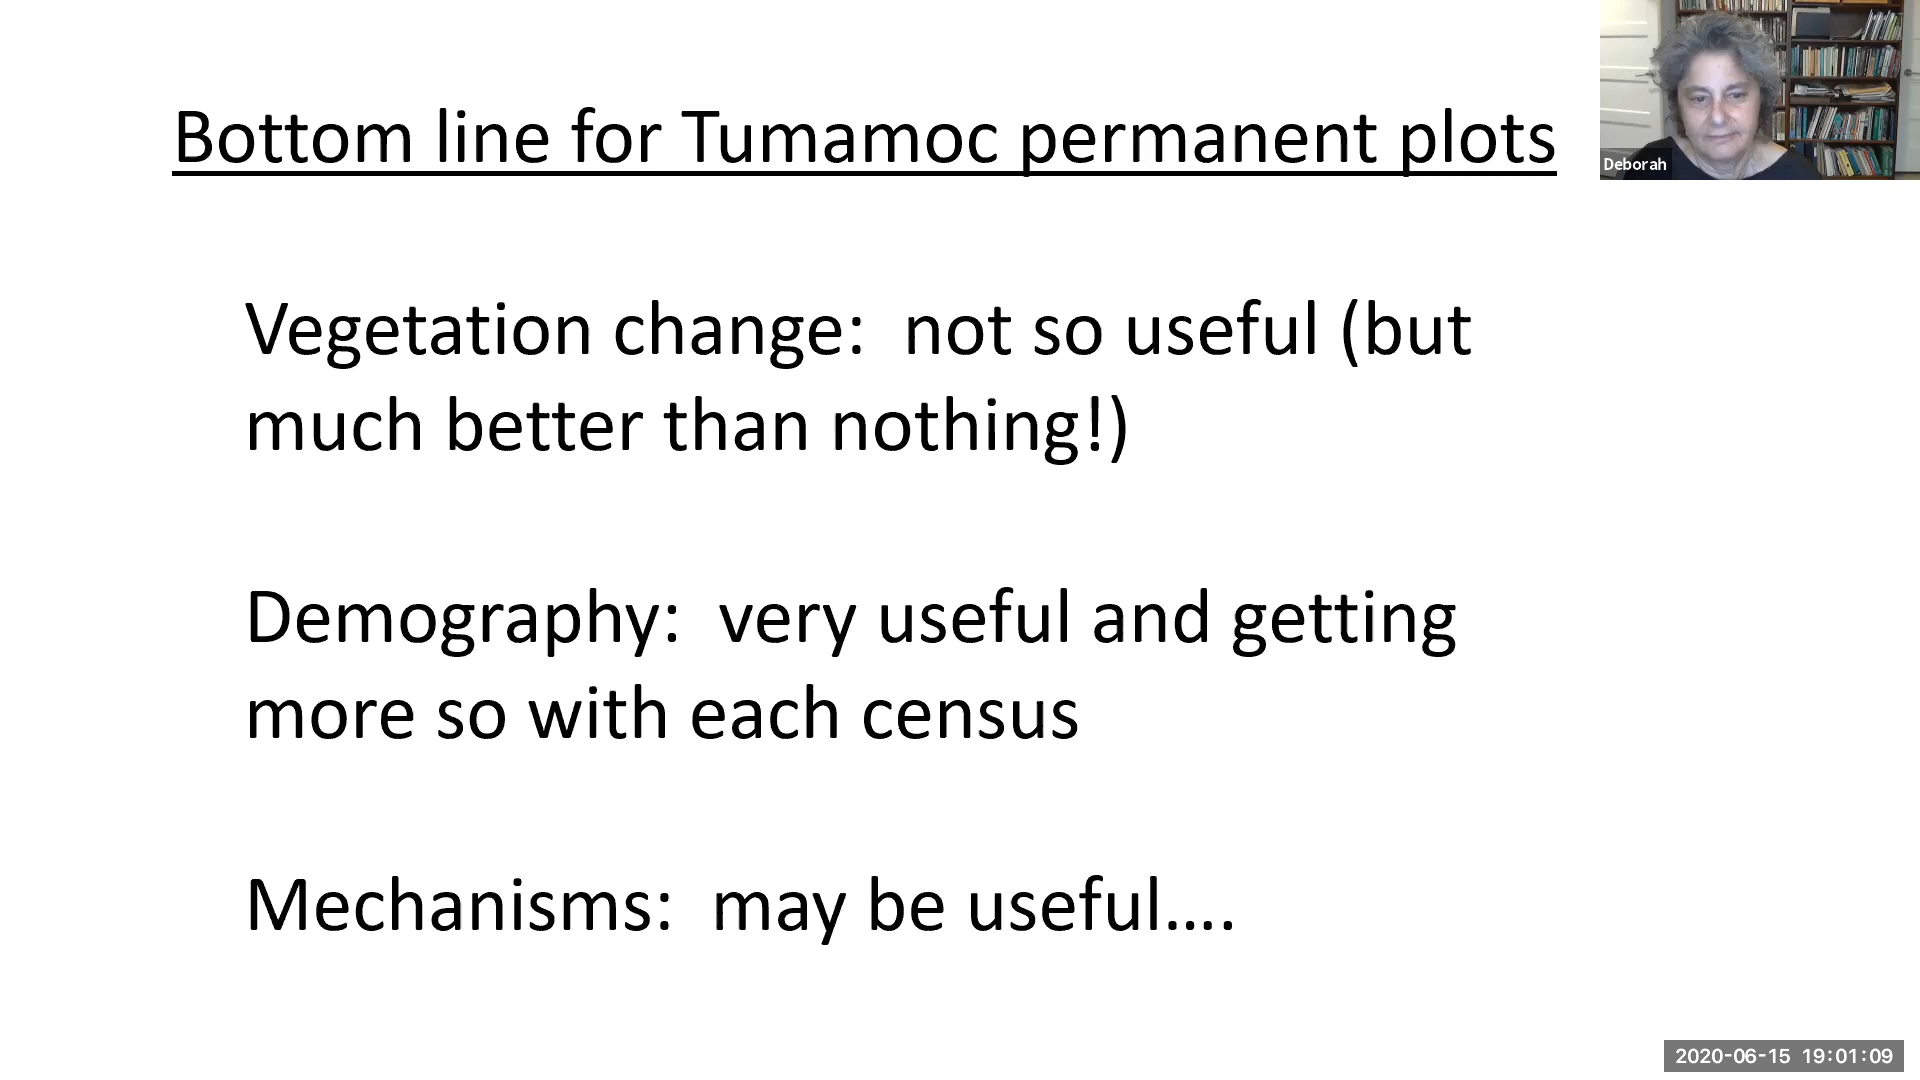 Bottom line for Tumamoc permanent plots
Deborah
Vegetation change:  not so useful (but
much better than nothing!)
Demography:  very useful and getting
more so with each census
Mechanisms:  may be useful….
2020-06-15 19:01:09